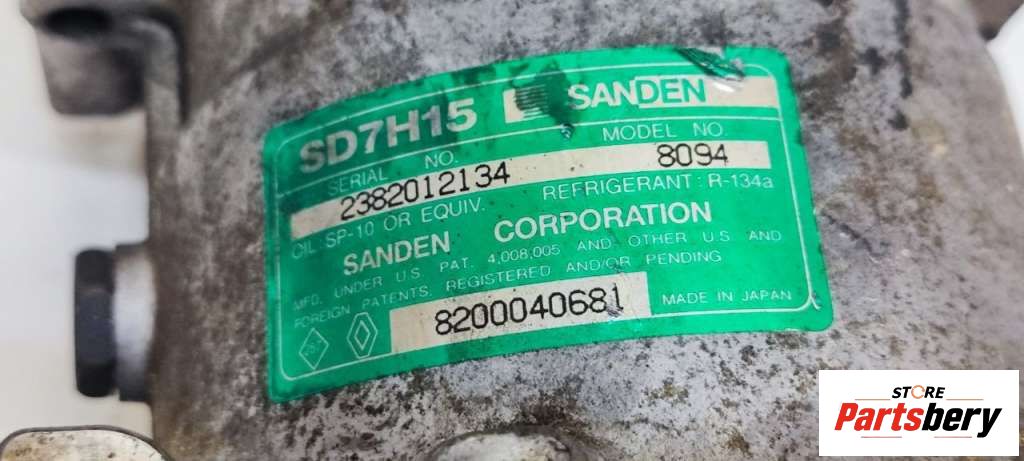 SD7H15 SANDEN
SERIAL NO. MODEL NO.
2382012134 8094
OIL SP-10 OR EQUIV. REFRIGERANT : R-134a
SANDEN CORPORATION
MFD. UNDER U.S. PAT. 4,008,005 AND OTHER U.S. AND
FOREIGN PATENTS, REGISTERED AND/OR PENDING
8200040681 MADE IN JAPAN
STORE
Partsbery